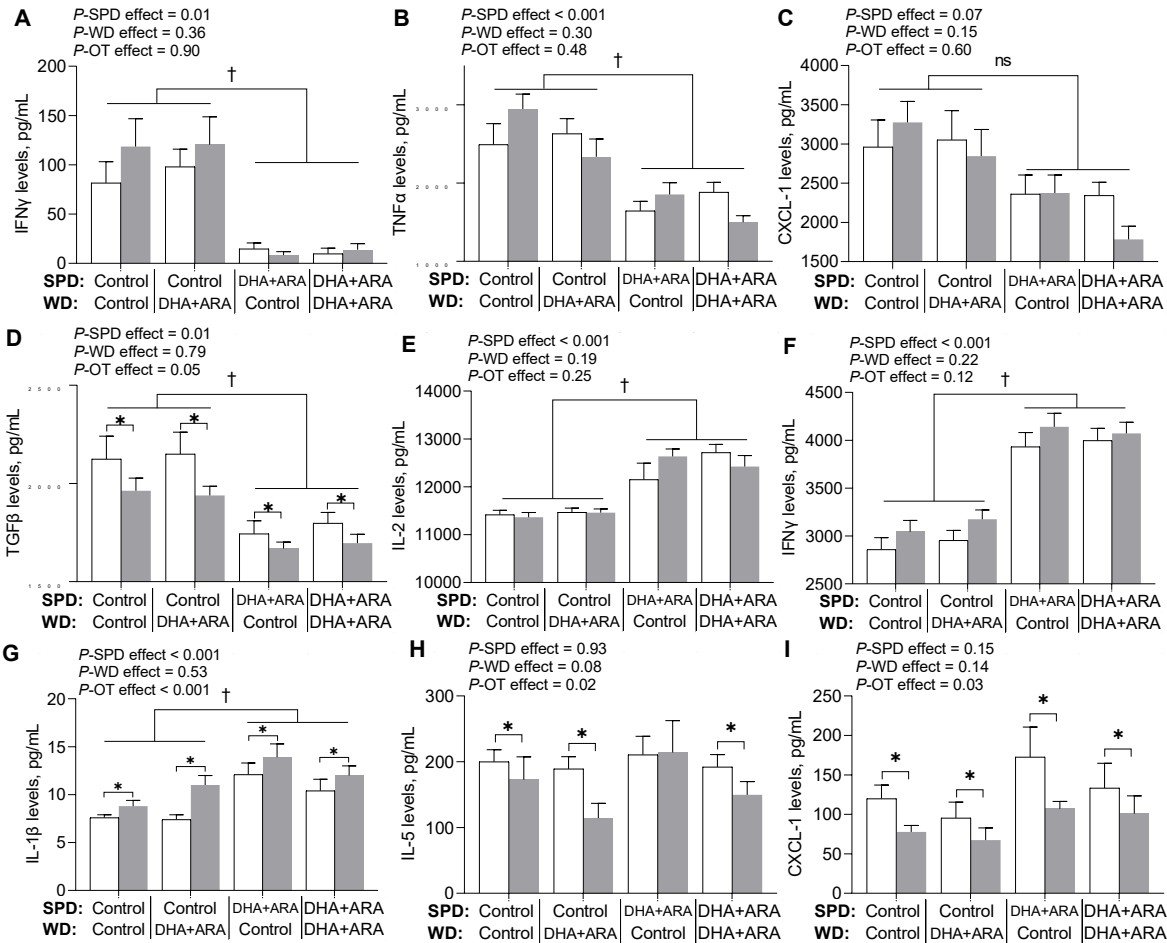 A
P-SPD effect = 0.01
P-WD effect = 0.36
P-OT effect = 0.90
†
IFNγ levels, pg/mL
200
150
100
50
0
SPD: Control Control DHA+ARA DHA+ARA
WD: Control DHA+ARA Control DHA+ARA
B
P-SPD effect < 0.001
P-WD effect = 0.30
P-OT effect = 0.48
†
TNFα levels, pg/mL
3000
2000
1000
Control Control DHA+ARA DHA+ARA
Control DHA+ARA Control DHA+ARA
C
P-SPD effect = 0.07
P-WD effect = 0.15
P-OT effect = 0.60
ns
CXCL-1 levels, pg/mL
4000
3500
3000
2500
2000
1500
Control Control DHA+ARA DHA+ARA
Control DHA+ARA Control DHA+ARA
D
P-SPD effect = 0.01
P-WD effect = 0.79
P-OT effect = 0.05
†
* * * *
TGFβ levels, pg/mL
2500
2000
1500
SPD: Control Control DHA+ARA DHA+ARA
WD: Control DHA+ARA Control DHA+ARA
E
P-SPD effect < 0.001
P-WD effect = 0.19
P-OT effect = 0.25
†
IL-2 levels, pg/mL
14000
13000
12000
11000
10000
SPD: Control Control DHA+ARA DHA+ARA
WD: Control DHA+ARA Control DHA+ARA
F
P-SPD effect < 0.001
P-WD effect = 0.22
P-OT effect = 0.12
†
IFNγ levels, pg/mL
4500
4000
3500
3000
2500
SPD: Control Control DHA+ARA DHA+ARA
WD: Control DHA+ARA Control DHA+ARA
G
P-SPD effect < 0.001
P-WD effect = 0.53
P-OT effect < 0.001
†
* * * *
IL-1β levels, pg/mL
20
15
10
5
0
SPD: Control Control DHA+ARA DHA+ARA
WD: Control DHA+ARA Control DHA+ARA
H
P-SPD effect = 0.93
P-WD effect = 0.08
P-OT effect = 0.02
* * *
IL-5 levels, pg/mL
300
200
100
0
SPD: Control Control DHA+ARA DHA+ARA
WD: Control DHA+ARA Control DHA+ARA
I
P-SPD effect = 0.15
P-WD effect = 0.14
P-OT effect = 0.03
* * * *
CXCL-1 levels, pg/mL
250
200
150
100
50
0
SPD: Control Control DHA+ARA DHA+ARA
WD: Control DHA+ARA Control DHA+ARA